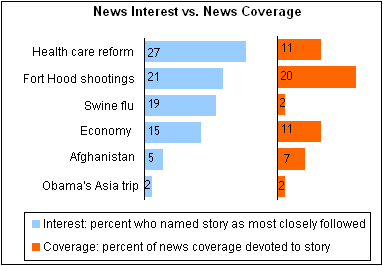 News Interest vs. News Coverage
Health care reform 27 11
Fort Hood shootings 21 20
Swine flu 19 2
Economy 15 11
Afghanistan 5 7
Obama's Asia trip 2 2
Interest: percent who named story as most closely followed
Coverage: percent of news coverage devoted to story